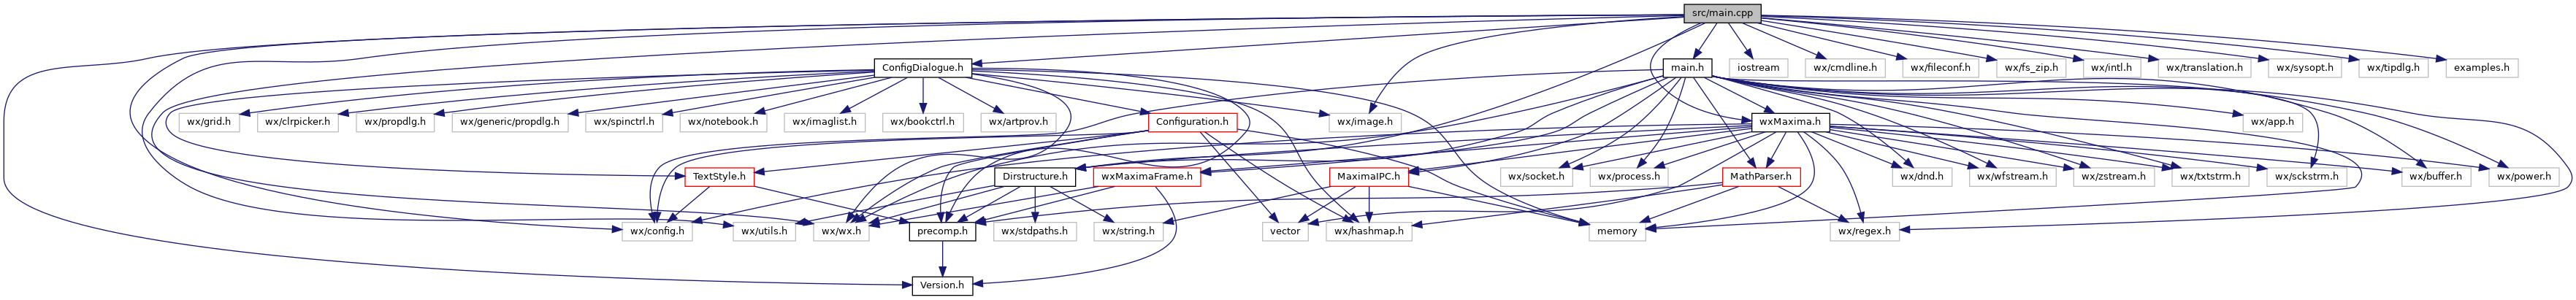 src/main.cpp
ConfigDialogue.h
main.h
iostream
wx/cmdline.h
wx/fileconf.h
wx/fs_zip.h
wx/intl.h
wx/translation.h
wx/sysopt.h
wx/tipdlg.h
examples.h
wx/grid.h
wx/clrpicker.h
wx/propdlg.h
wx/generic/propdlg.h
wx/spinctrl.h
wx/notebook.h
wx/imaglist.h
wx/bookctrl.h
wx/artprov.h
Configuration.h
wx/image.h
wxMaxima.h
wx/app.h
TextStyle.h
Dirstructure.h
wxMaximaFrame.h
MaximaIPC.h
wx/socket.h
wx/process.h
MathParser.h
wx/dnd.h
wx/wfstream.h
wx/zstream.h
wx/txtstrm.h
wx/sckstrm.h
wx/buffer.h
wx/power.h
wx/config.h
wx/utils.h
wx/wx.h
precomp.h
wx/stdpaths.h
wx/string.h
vector
wx/hashmap.h
memory
wx/regex.h
Version.h